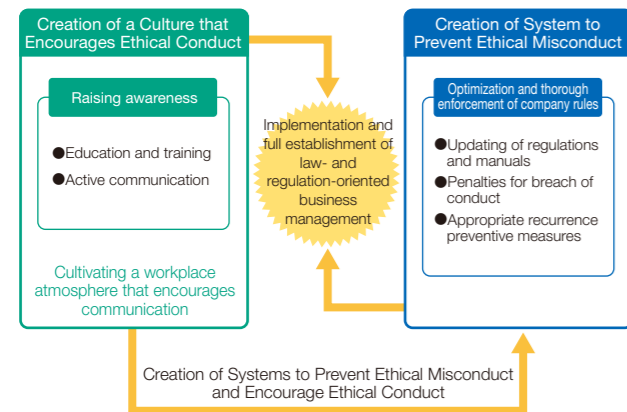 Creation of a Culture that
Encourages Ethical Conduct
Raising awareness
●Education and training
●Active communication
Cultivating a workplace
atmosphere that encourages
communication
Implementation and
full establishment of
law- and
regulation-oriented
business
management
Creation of System to
Prevent Ethical Misconduct
Optimization and thorough
enforcement of company rules
●Updating of regulations
and manuals
●Penalties for breach of
conduct
●Appropriate recurrence
preventive measures
Creation of Systems to Prevent Ethical Misconduct
and Encourage Ethical Conduct